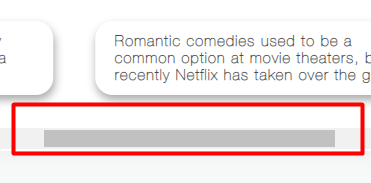 a
Romantic comedies used to be a
common option at movie theaters, b
recently Netflix has taken over the g